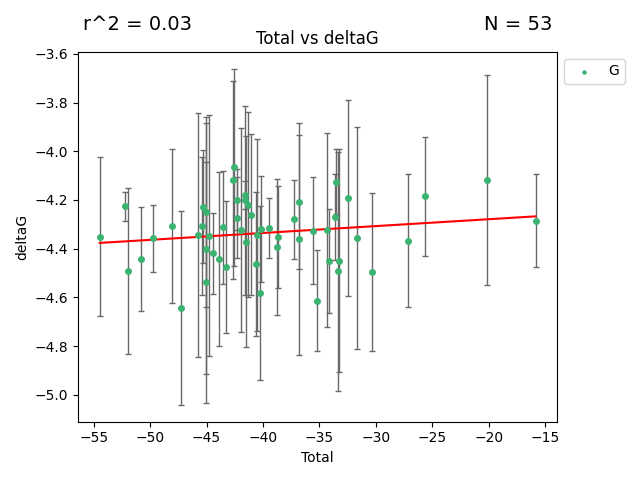 r^2 = 0.03
N = 53
Total vs deltaG
G
deltaG
−3.6
−3.8
−4.0
−4.2
−4.4
−4.6
−4.8
−5.0
−55 −50 −45 −40 −35 −30 −25 −20 −15
Total